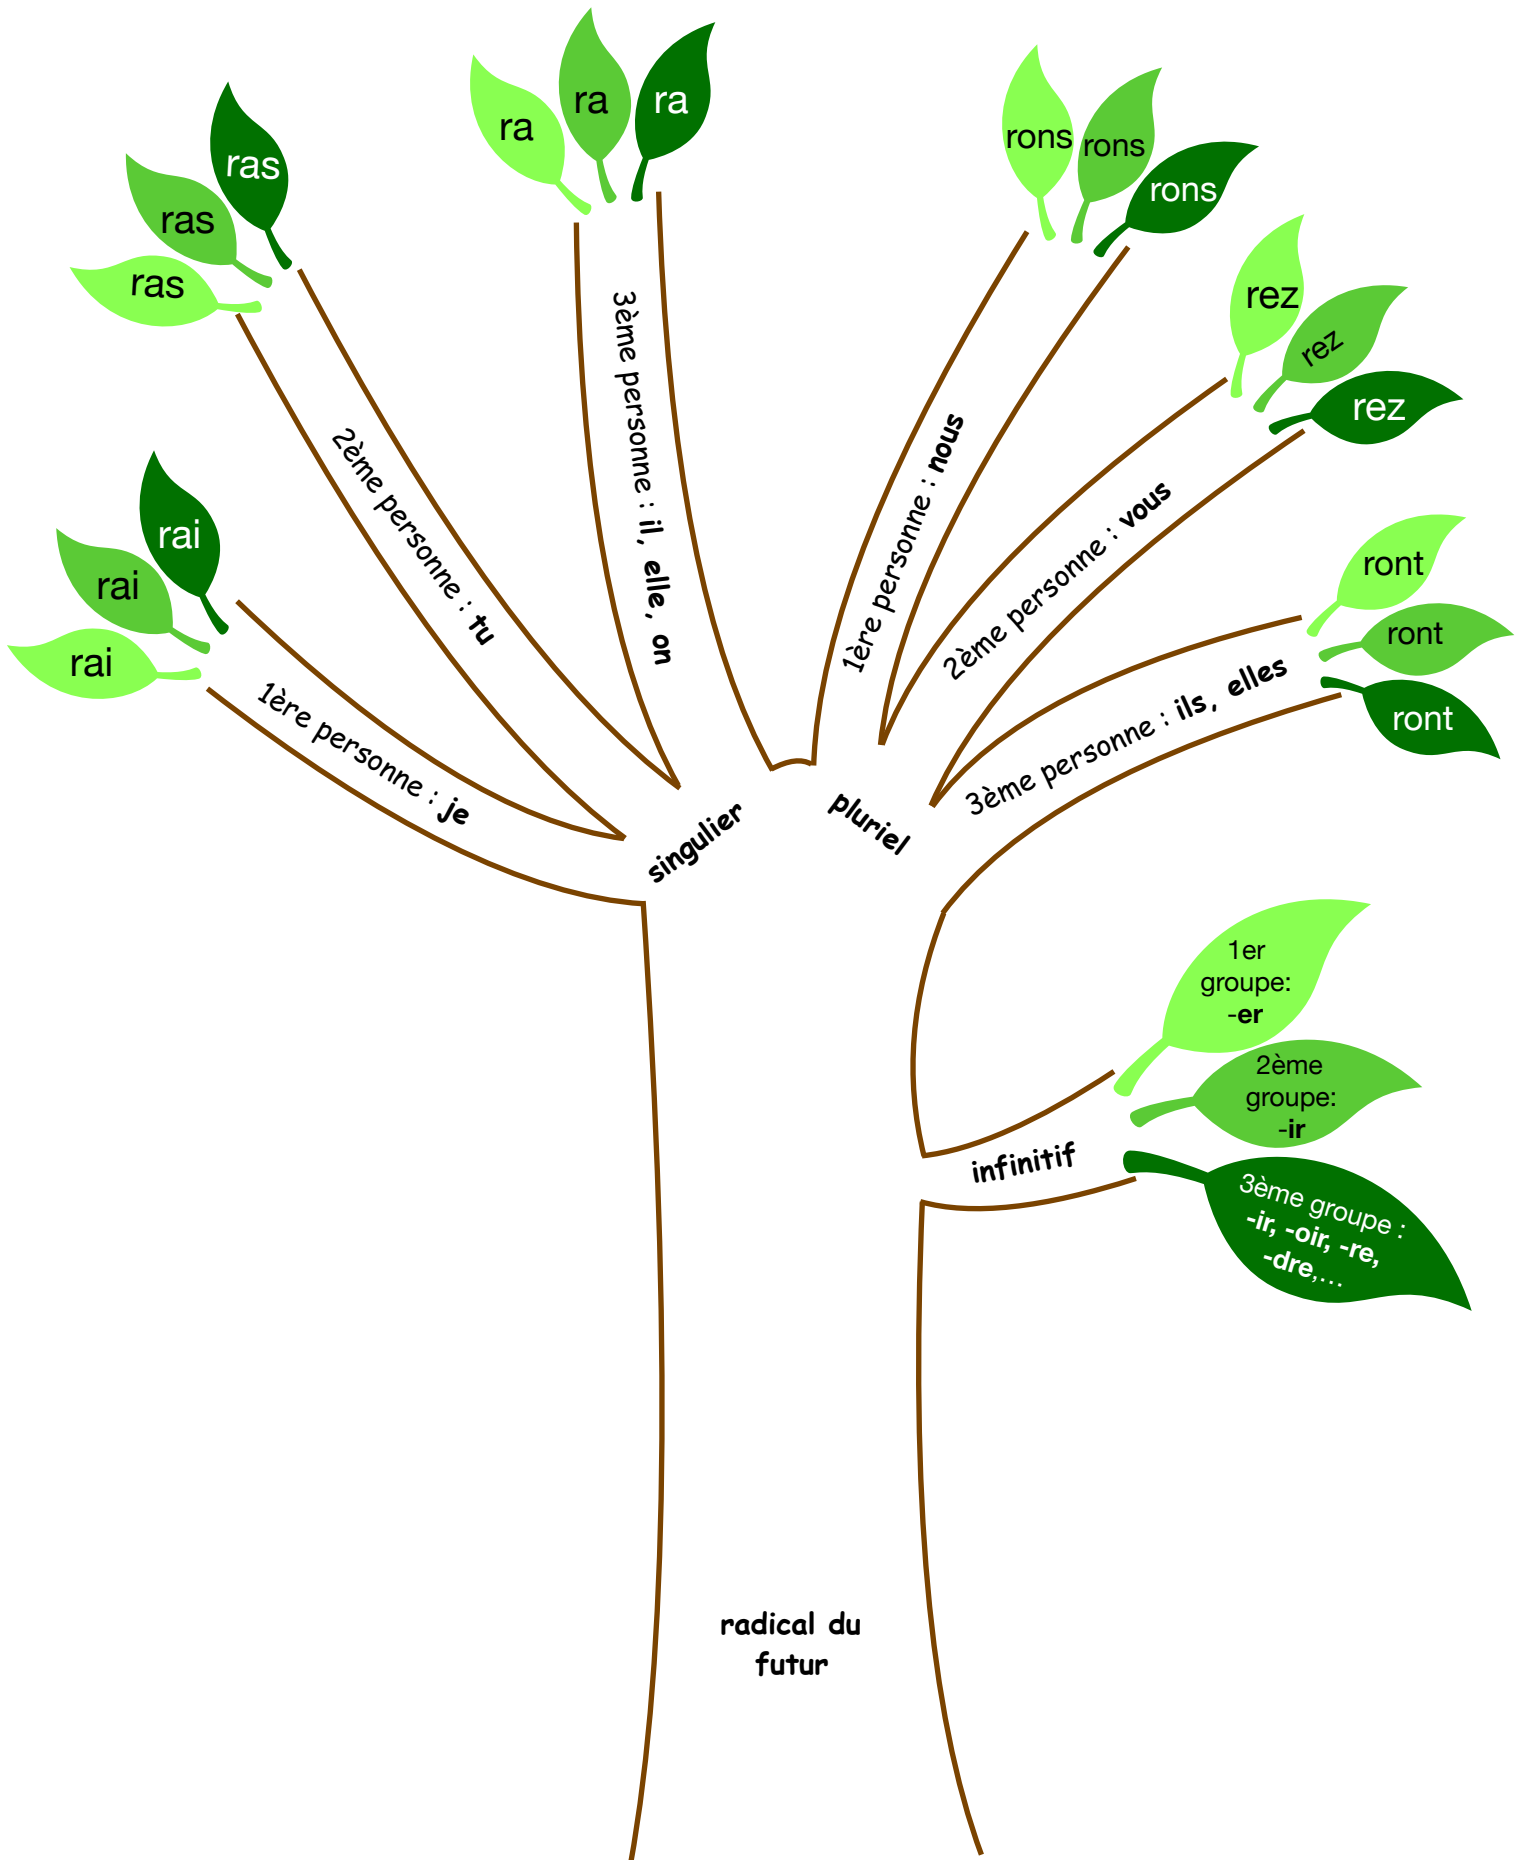 ras
ras
ras
ra
ra
ra
rons
rons
rons
rez
rez
rez
rai
rai
rai
ront
ront
ront
1ère personne : je
2ème personne : tu
3ème personne : il, elle, on
1ère personne : nous
2ème personne : vous
3ème personne : ils, elles
singulier
pluriel
1er
groupe:
-er
2ème
groupe:
-ir
infinitif
3ème groupe :
-ir, -oir, -re,
-dre,...
radical du
futur